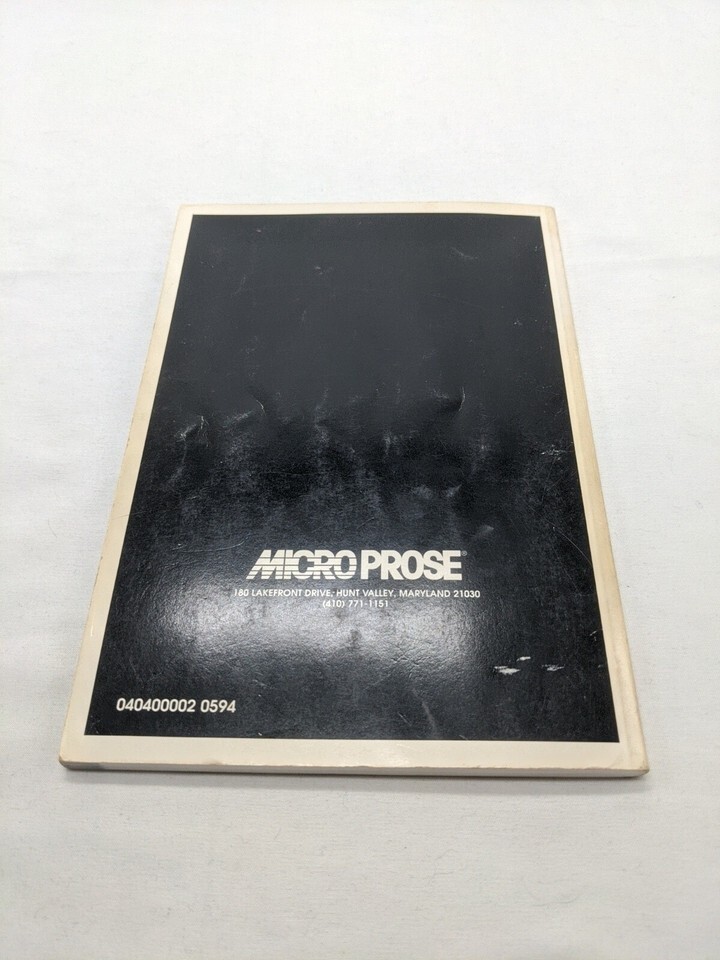 MICROPROSE®
180 LAKEFRONT DRIVE, HUNT VALLEY, MARYLAND 21030
(410) 771-1151
040400002 0594